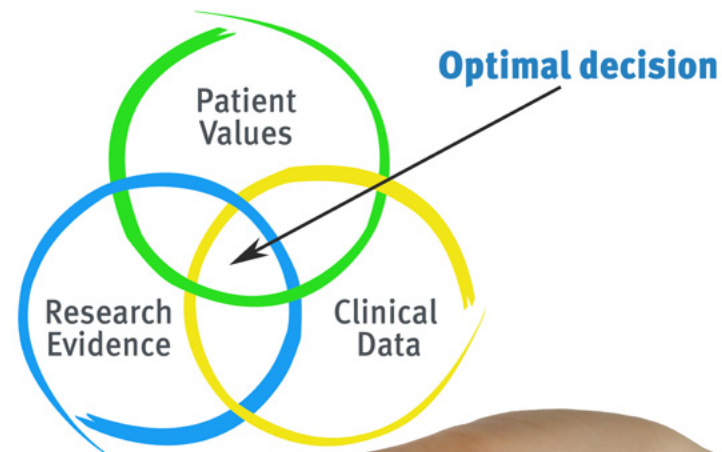 Optimal decision
Patient
Values
Research
Evidence
Clinical
Data